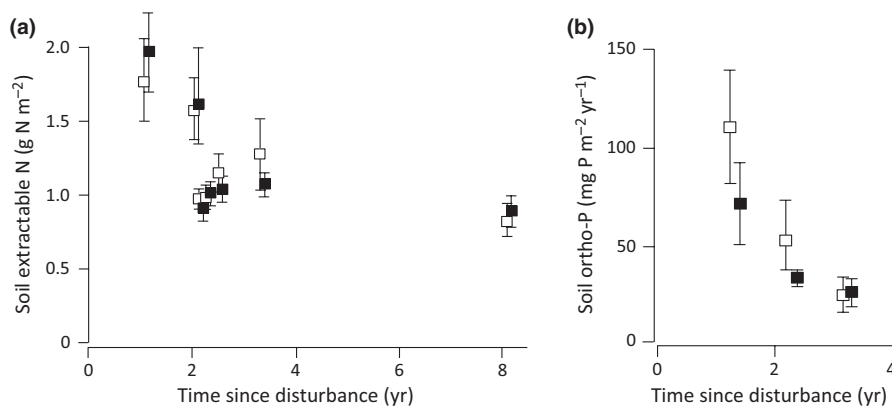 (a)
2.0
1.5
1.0
0.5
0
Soil extractable N (g N m⁻²)
0 2 4 6 8
Time since disturbance (yr)
(b)
150
100
50
0
Soil ortho-P (mg P m⁻² yr⁻¹)
0 2 4
Time since disturbance (yr)